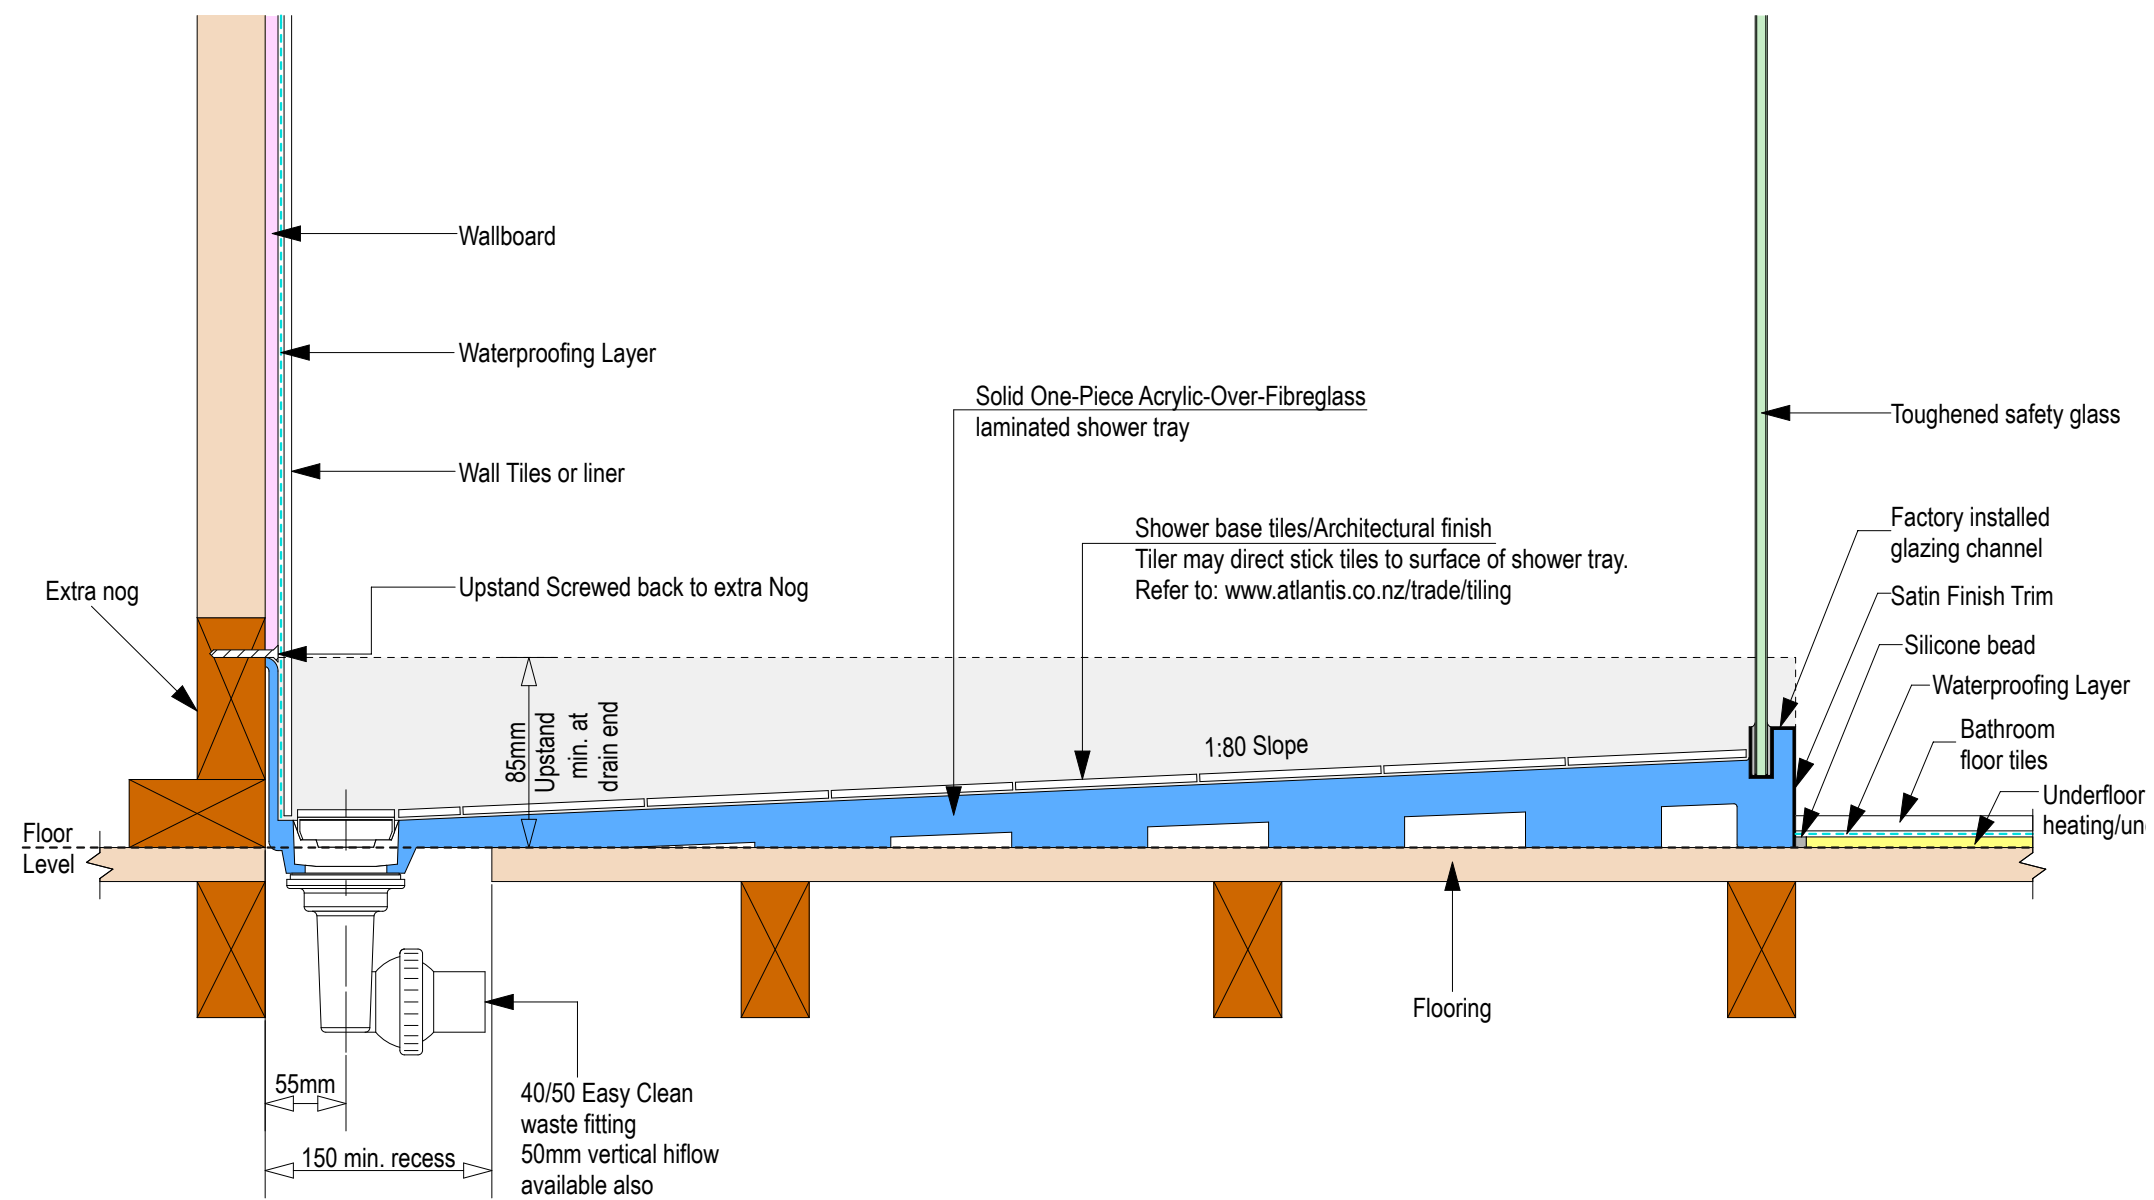 Wallboard
Waterproofing Layer
Wall Tiles or liner
Solid One-Piece Acrylic-Over-Fibreglass
laminated shower tray
Toughened safety glass
Shower base tiles/Architectural finish
Tiler may direct stick tiles to surface of shower tray.
Refer to: www.atlantis.co.nz/trade/tiling
Factory installed
glazing channel
Extra nog
Upstand Screwed back to extra Nog
Satin Finish Trim
Silicone bead
Waterproofing Layer
Bathroom
floor tiles
Underfloor
heating/un
85mm
Upstand
min. at
drain end
1:80 Slope
Floor
Level
Flooring
55mm
150 min. recess
40/50 Easy Clean
waste fitting
50mm vertical hiflow
available also